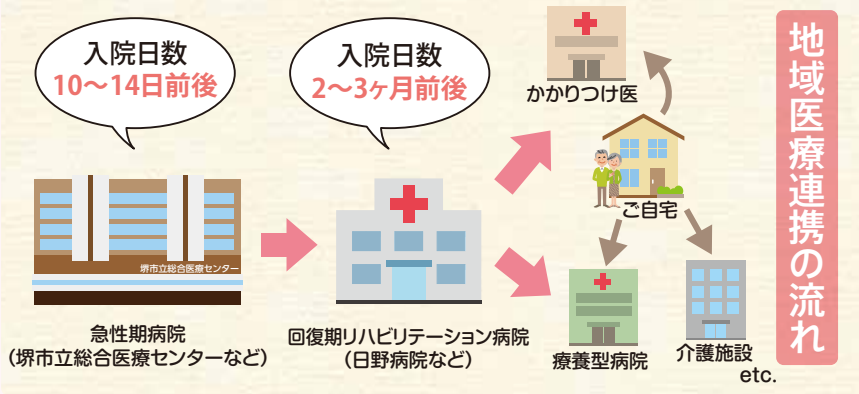 地域医療連携の流れ
入院日数
10〜14日前後
入院日数
2〜3ヶ月前後
堺市立総合医療センター
急性期病院
（堺市立総合医療センターなど）
回復期リハビリテーション病院
（日野病院など）
かかりつけ医
ご自宅
療養型病院
介護施設
etc.